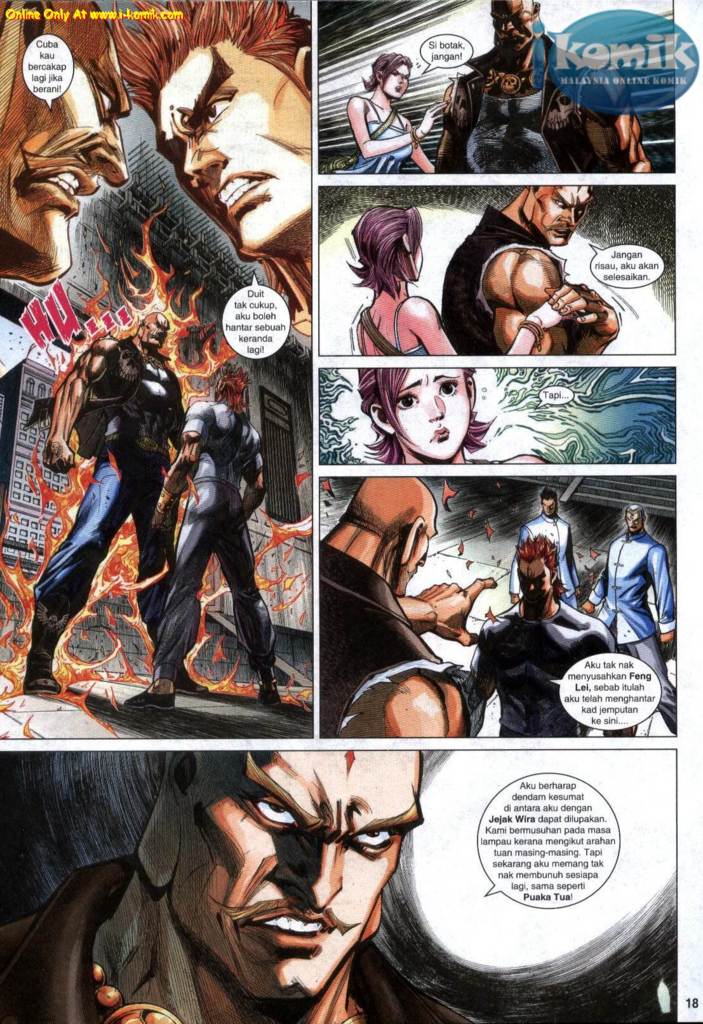 Online Only At www.i-komik.com
Cuba
kau
bercakap
lagi jika
berani!
Duit
tak cukup,
aku boleh
hantar sebuah
keranda
lagi!
HU...!!!
Si botak,
jangan!
i komik
MALAYSIA ONLINE KOMIK
Jangan
risau, aku akan
selesaikan.
Tapi...
Aku tak nak
menyusahkan Feng
Lei, sebab itulah
aku telah menghantar
kad jemputan
ke sini....
Aku berharap
dendam kesumat
di antara aku dengan
Jejak Wira dapat dilupakan.
Kami bermusuhan pada masa
lampau kerana mengikut arahan
tuan masing-masing. Tapi
sekarang aku memang tak
nak membunuh sesiapa
lagi, sama seperti
Puaka Tua!
18